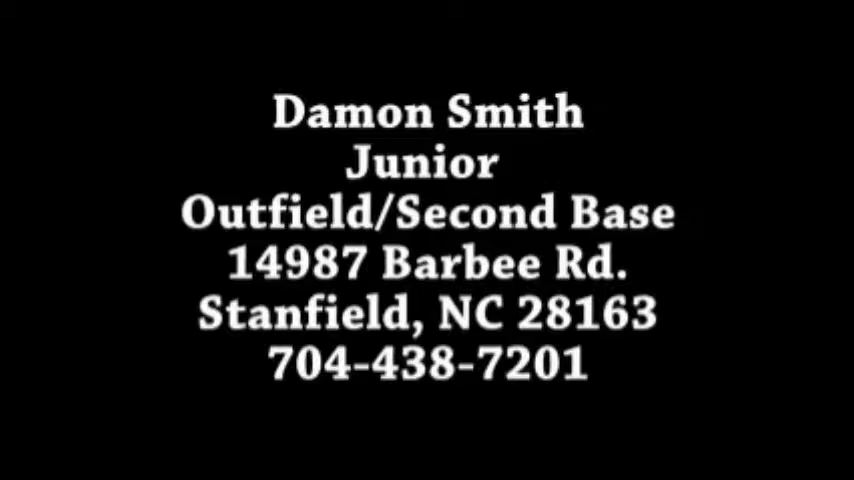 Damon Smith
Junior
Outfield/Second Base
14987 Barbee Rd.
Stanfield, NC 28163
704-438-7201